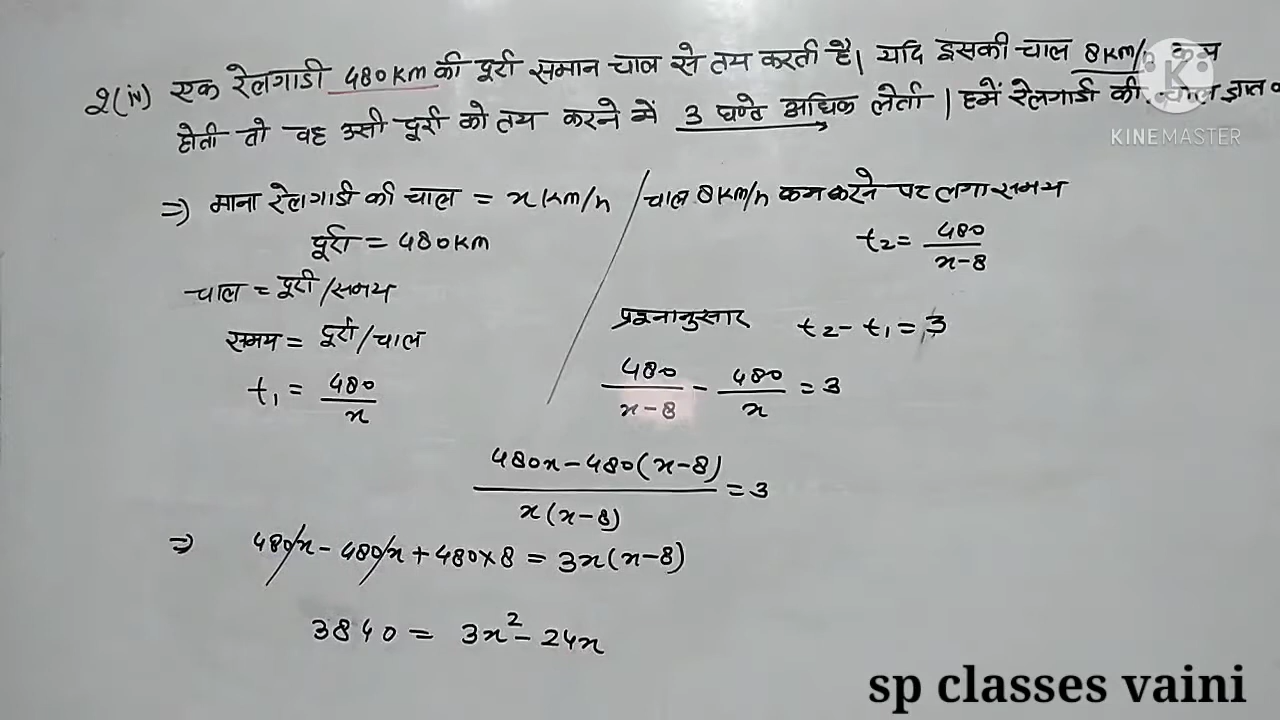 2(iv) एक रेलगाडी 480km की दूरी समान चाल से तय करती है। यदि इसकी चाल 8km/h कम
होती तो वह उसी दूरी को तय करने में 3 घण्टे अधिक लेती। हमें रेलगाडी की चाल ज्ञात०
KINEMASTER
=) माना रेलगाडी की चाल = x km/h
दूरी = 480km
चाल = दूरी/समय
समय = दूरी/चाल
t₁ = 480/x
चाल 8km/h कम करने पर लगा समय
t₂ = 480/x-8
प्रश्नानुसार t₂ - t₁ = 3
480/x-8 - 480/x = 3
480x - 480(x-8)/x(x-8) = 3
=) 480x - 480x + 480×8 = 3x(x-8)
3840 = 3x² - 24x
sp classes vaini